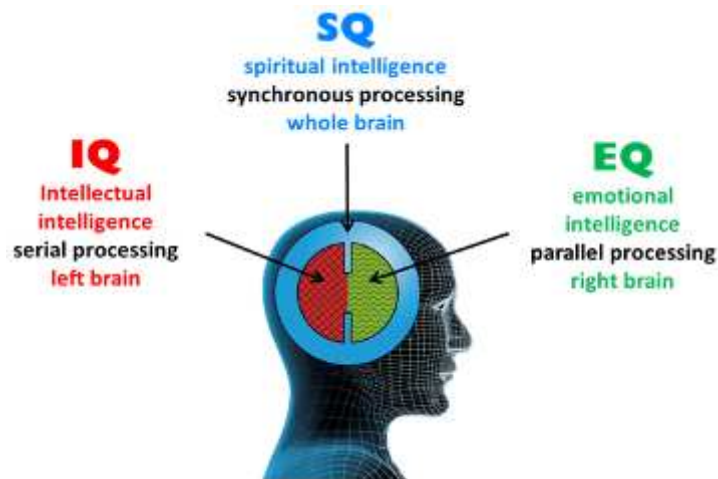 SQ
spiritual intelligence
synchronous processing
whole brain
IQ
Intellectual
intelligence
serial processing
left brain
EQ
emotional
intelligence
parallel processing
right brain